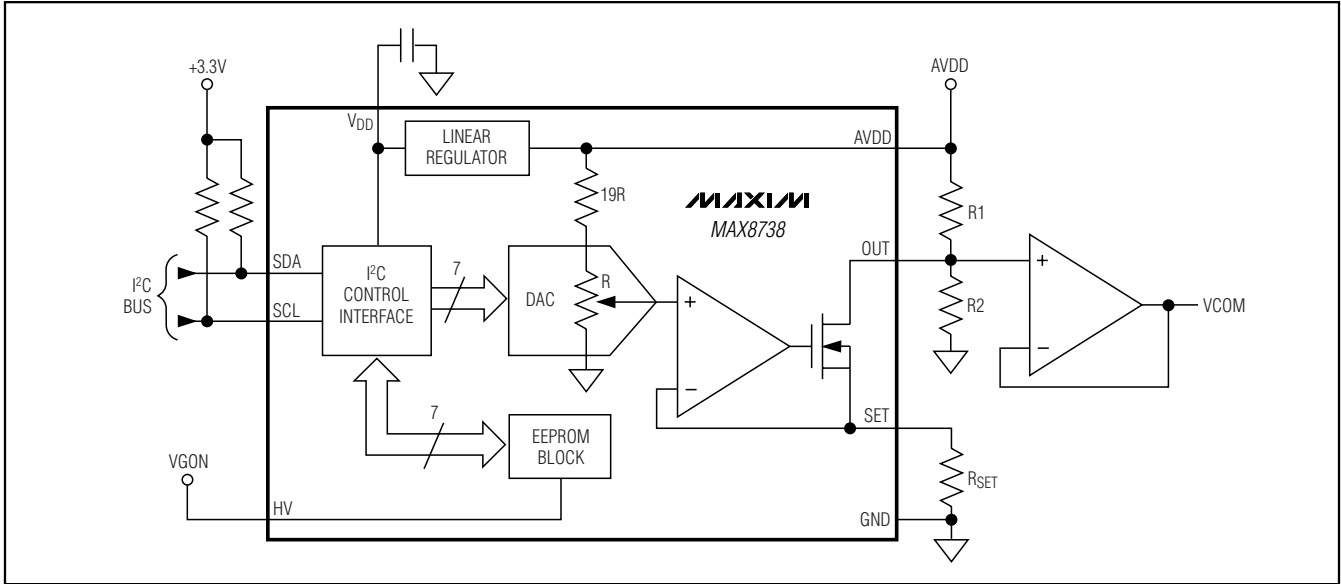 +3.3V
AVDD
VDD
LINEAR
REGULATOR
AVDD
19R
MAXIM
MAX8738
R1
OUT
SDA
I²C
BUS
SCL
I²C
CONTROL
INTERFACE
7
DAC
R
+
−
+
−
R2
VCOM
SET
7
EEPROM
BLOCK
VGON
HV
RSET
GND